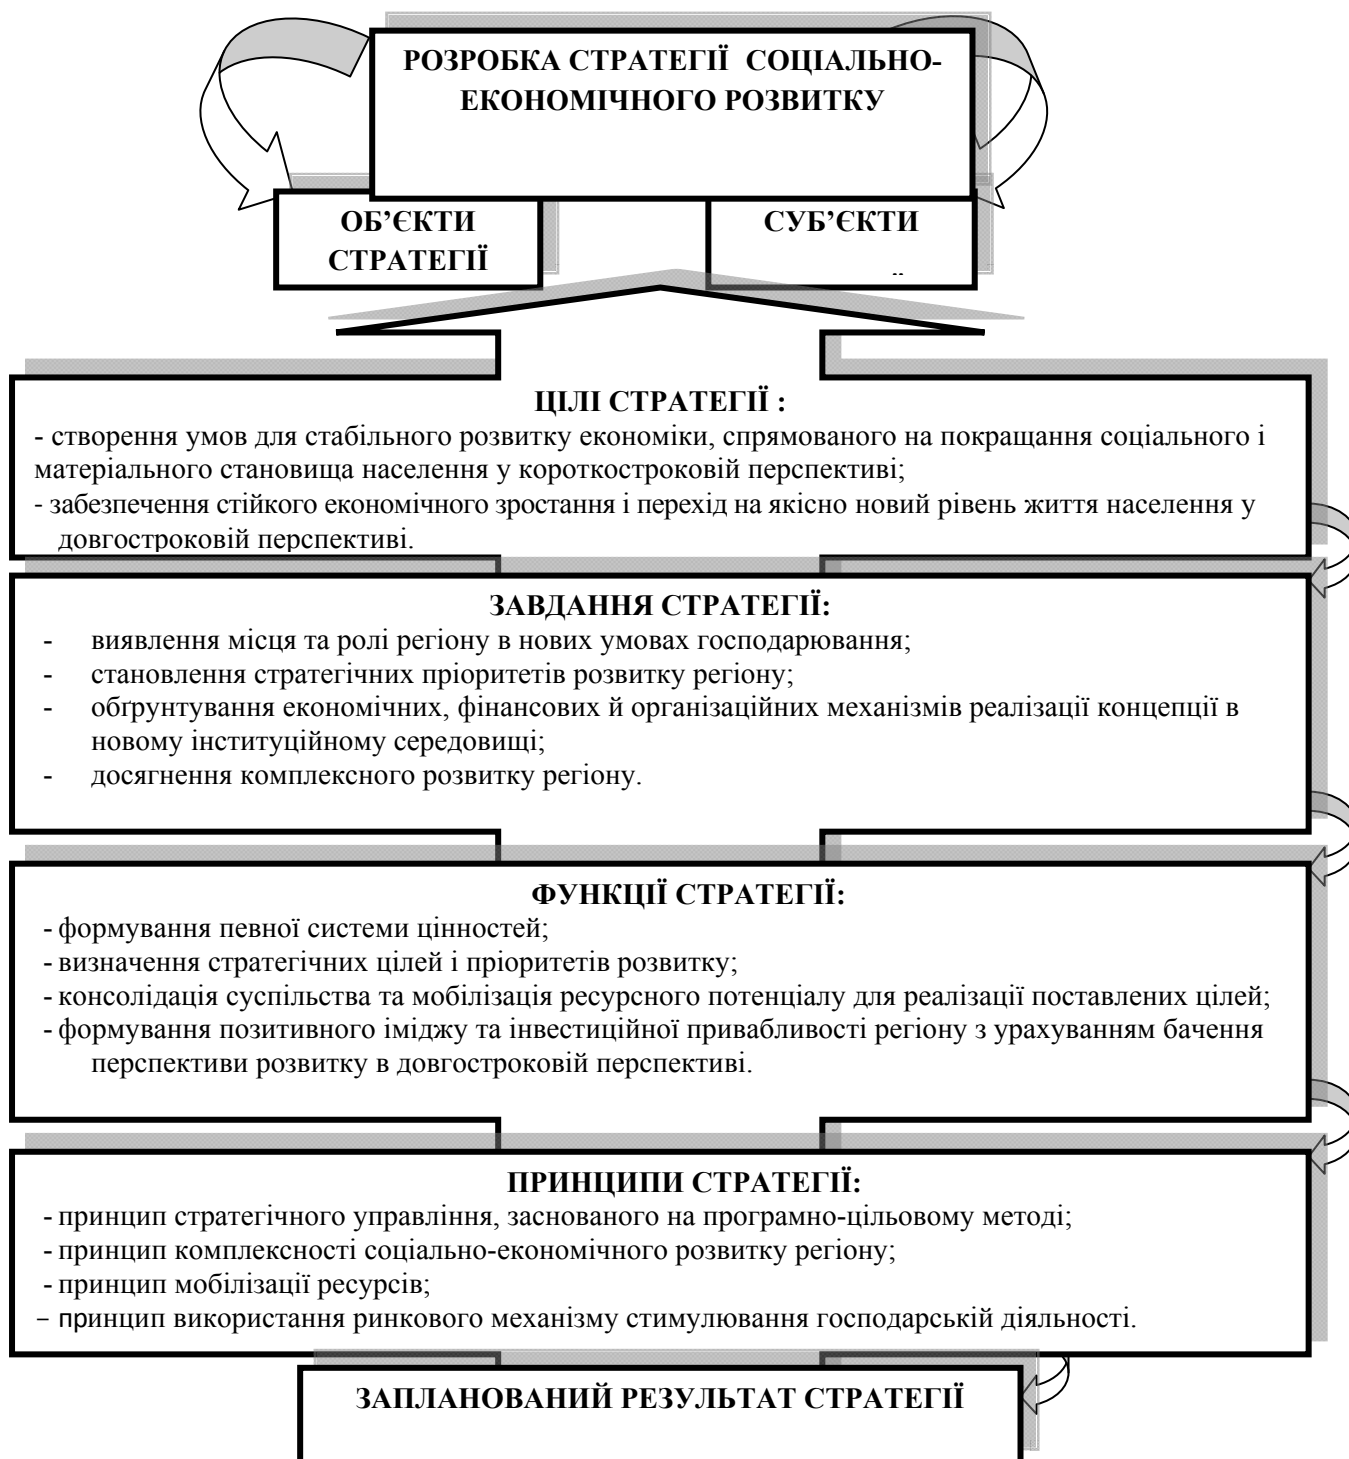 РОЗРОБКА СТРАТЕГІЇ СОЦІАЛЬНО-
ЕКОНОМІЧНОГО РОЗВИТКУ
ОБ’ЄКТИ
СТРАТЕГІЇ
СУБ’ЄКТИ
ЦІЛІ СТРАТЕГІЇ :
- створення умов для стабільного розвитку економіки, спрямованого на покращання соціального і
матеріального становища населення у короткостроковій перспективі;
- забезпечення стійкого економічного зростання і перехід на якісно новий рівень життя населення у
довгостроковій перспективі.
ЗАВДАННЯ СТРАТЕГІЇ:
- виявлення місця та ролі регіону в нових умовах господарювання;
- становлення стратегічних пріоритетів розвитку регіону;
- обґрунтування економічних, фінансових й організаційних механізмів реалізації концепції в
новому інституційному середовищі;
- досягнення комплексного розвитку регіону.
ФУНКЦІЇ СТРАТЕГІЇ:
- формування певної системи цінностей;
- визначення стратегічних цілей і пріоритетів розвитку;
- консолідація суспільства та мобілізація ресурсного потенціалу для реалізації поставлених цілей;
- формування позитивного іміджу та інвестиційної привабливості регіону з урахуванням бачення
перспективи розвитку в довгостроковій перспективі.
ПРИНЦИПИ СТРАТЕГІЇ:
- принцип стратегічного управління, заснованого на програмно-цільовому методі;
- принцип комплексності соціально-економічного розвитку регіону;
- принцип мобілізації ресурсів;
– принцип використання ринкового механізму стимулювання господарській діяльності.
ЗАПЛАНОВАНИЙ РЕЗУЛЬТАТ СТРАТЕГІЇ